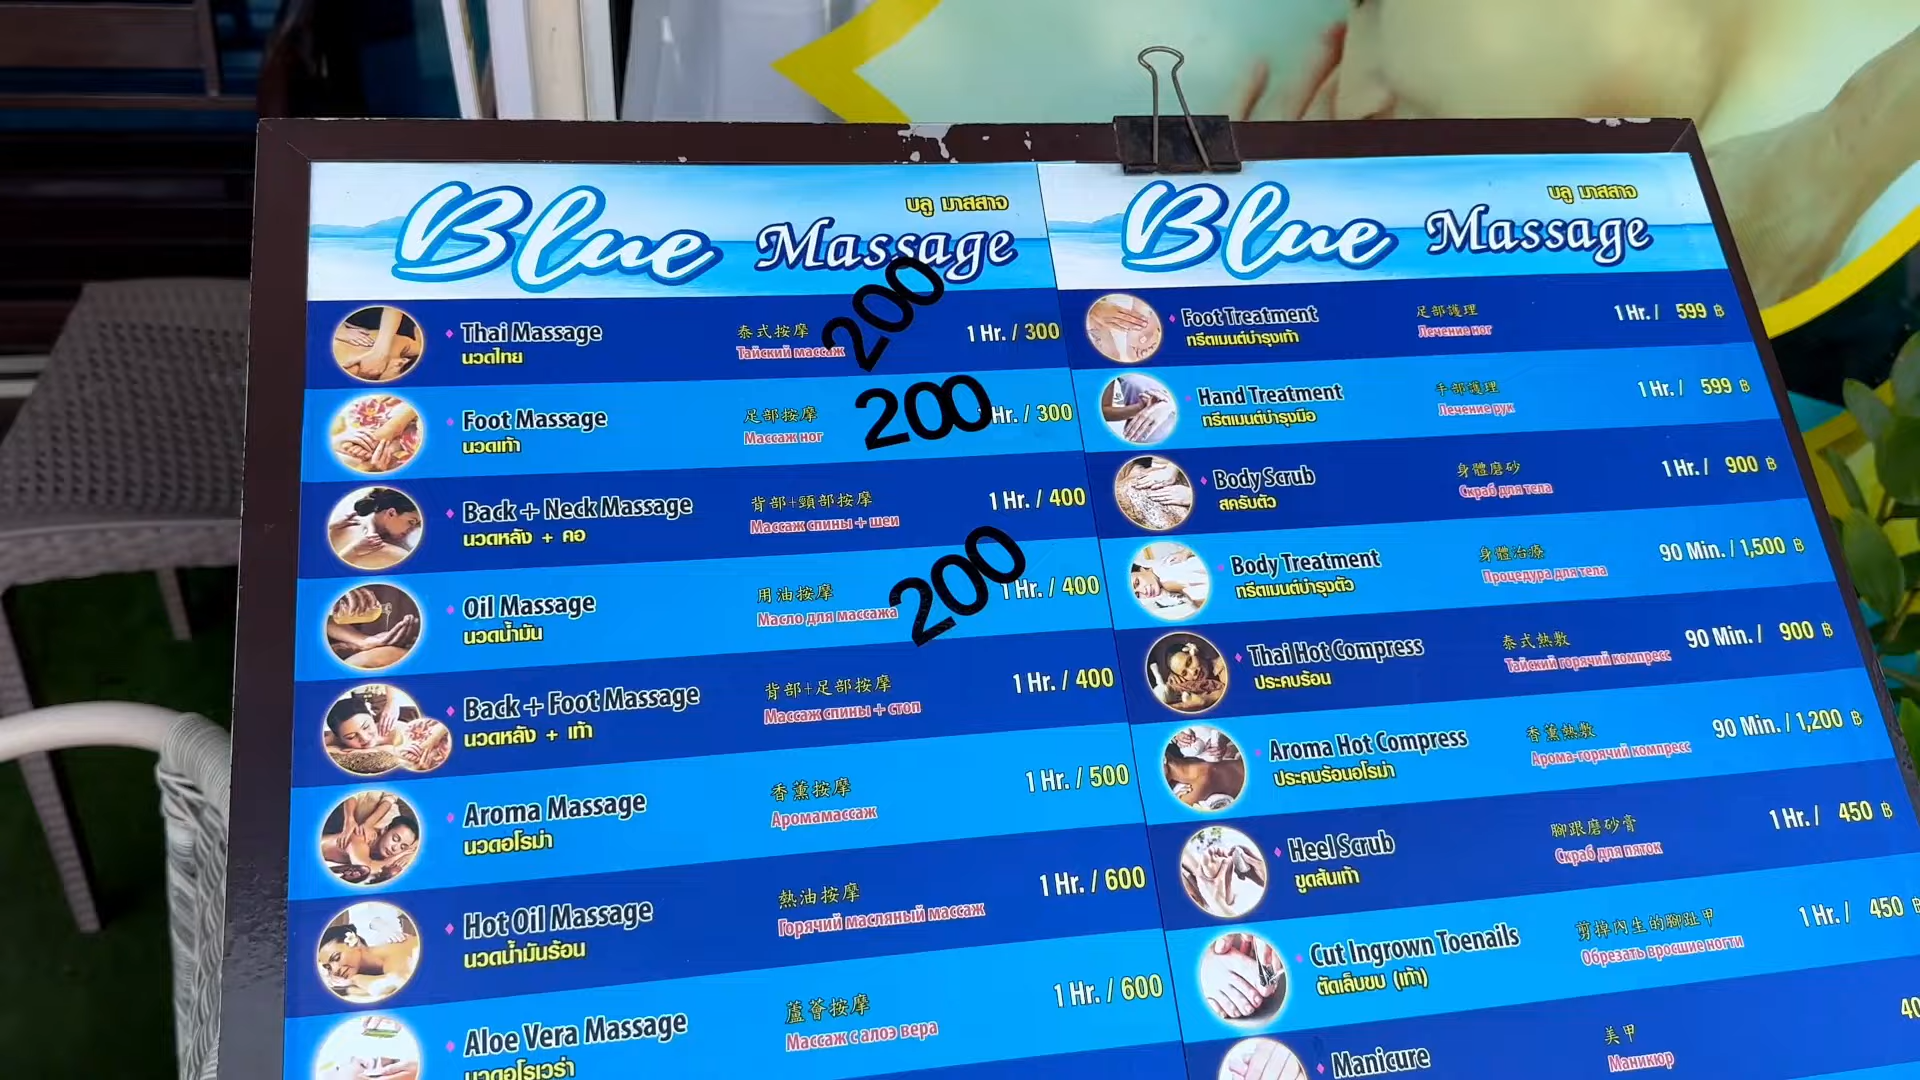 Blue Massage
บลู มาสสาจ
Thai Massage 泰式按摩 1 Hr. / 300
นวดไทย Тайский массаж
200
Foot Massage 足部按摩 200 Hr. / 300
นวดเท้า Массаж ног
Back + Neck Massage 背部+頸部按摩 1 Hr. / 400
นวดหลัง + คอ Массаж спины + шеи
Oil Massage 用油按摩 200 1 Hr. / 400
นวดน้ำมัน Масло для массажа
Back + Foot Massage 背部+足部按摩 1 Hr. / 400
นวดหลัง + เท้า Массаж спины + стоп
Aroma Massage 香薰按摩 1 Hr. / 500
นวดอโรม่า Аромамассаж
Hot Oil Massage 熱油按摩 1 Hr. / 600
นวดน้ำมันร้อน Горячий масляный массаж
Aloe Vera Massage 蘆薈按摩 1 Hr. / 600
นวดอโรเวร่า Массаж с алоэ вера
Blue Massage
บลู มาสสาจ
Foot Treatment 足部護理 1 Hr. / 599 ฿
ทรีตเมนต์บำรุงเท้า Лечение ног
Hand Treatment 手部護理 1 Hr. / 599 ฿
ทรีตเมนต์บำรุงมือ Лечение рук
Body Scrub 身體磨砂 1 Hr. / 900 ฿
สครับตัว Скраб для тела
Body Treatment 身體治療 90 Min. / 1,500 ฿
ทรีตเมนต์บำรุงตัว Процедура для тела
Thai Hot Compress 泰式熱敷 90 Min. / 900 ฿
ประคบร้อน Тайский горячий компресс
Aroma Hot Compress 香薰熱敷 90 Min. / 1,200 ฿
ประคบร้อนอโรม่า Арома-горячий компресс
Heel Scrub 腳跟磨砂膏 1 Hr. / 450 ฿
ขูดส้นเท้า Скраб для пяток
Cut Ingrown Toenails 剪掉內生的腳趾甲 1 Hr. / 450 ฿
ตัดเล็บขบ (เท้า) Обрезать вросшие ногти
Manicure 美甲 40
Маникюр